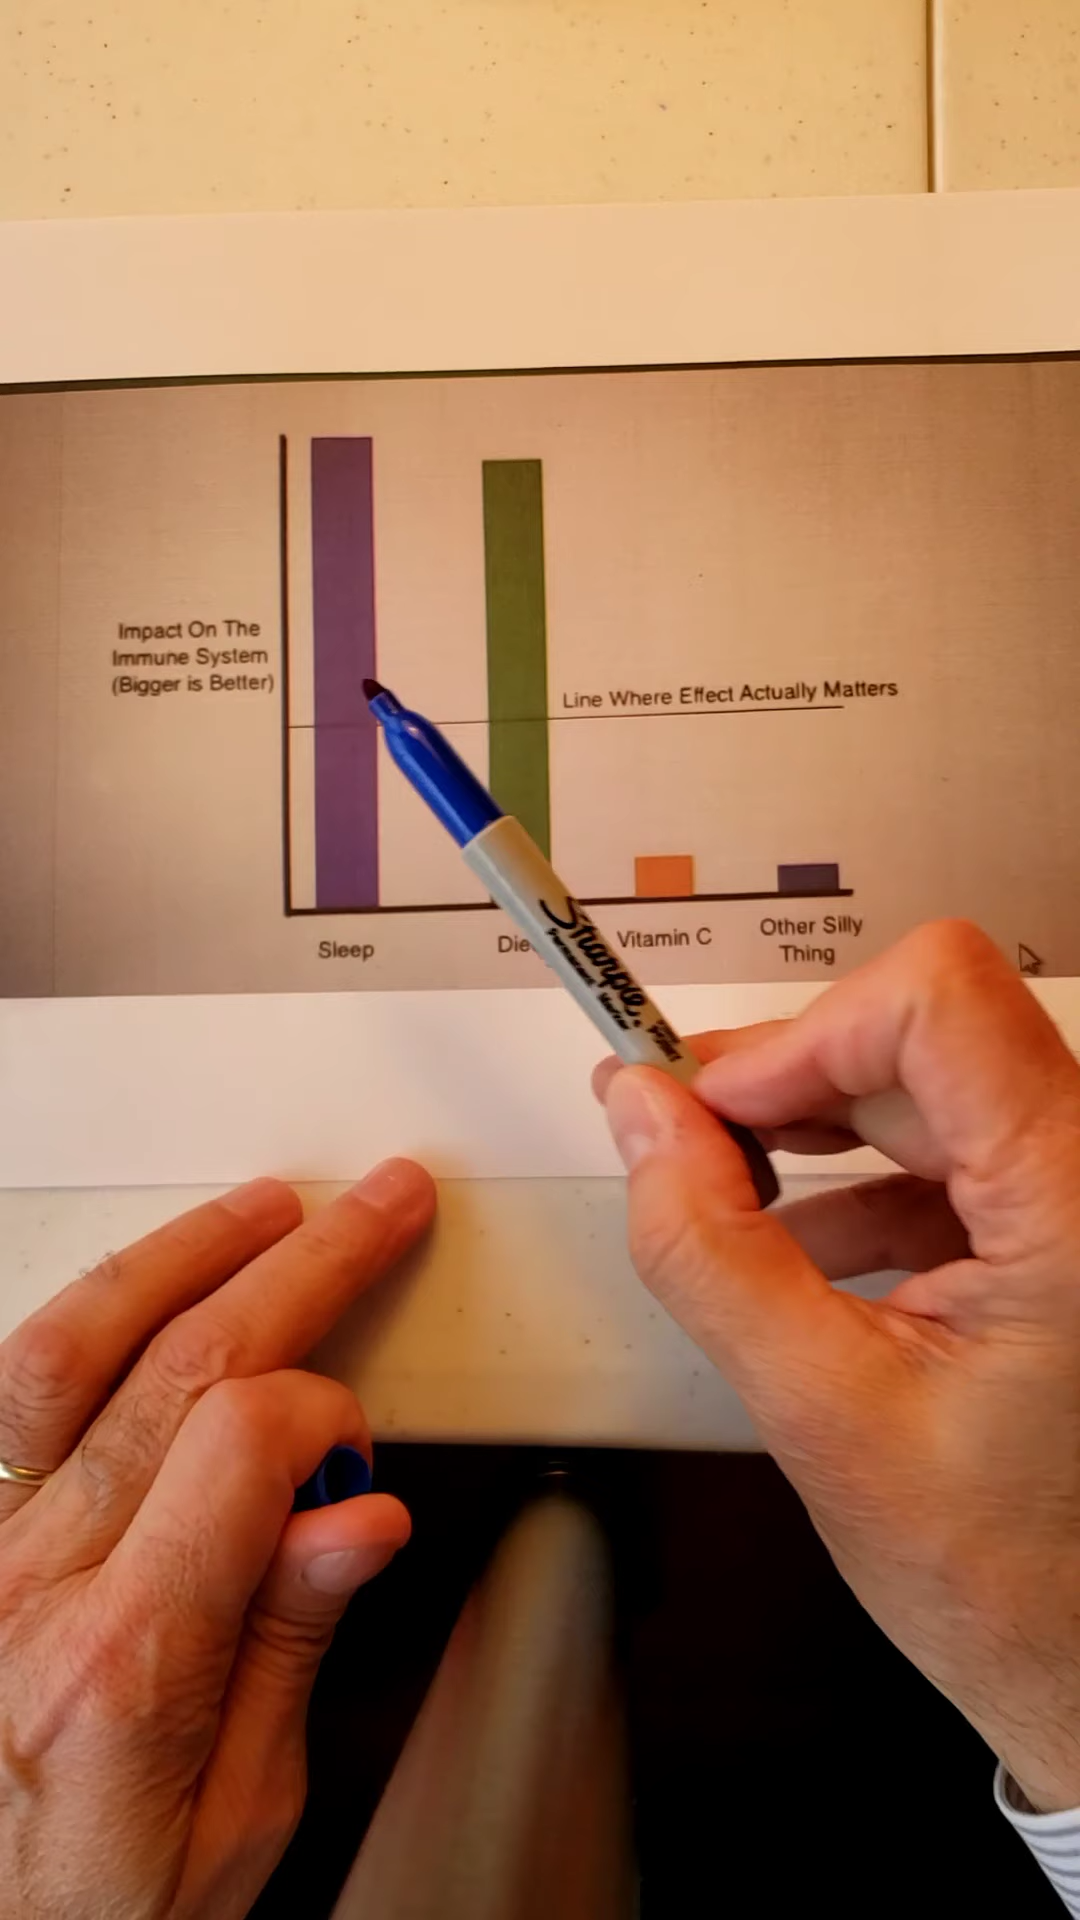 Impact On The
Immune System
(Bigger is Better)
Line Where Effect Actually Matters
Sleep
Vitamin C
Other Silly
Thing
Sharpie